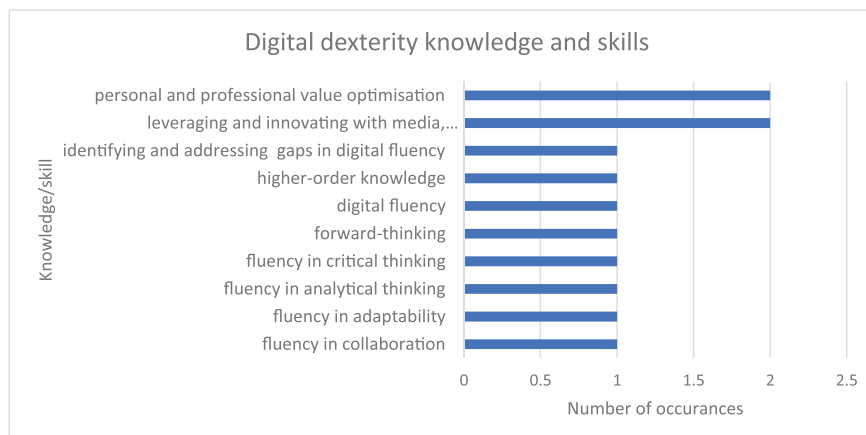 Digital dexterity knowledge and skills
personal and professional value optimisation
leveraging and innovating with media,...
identifying and addressing gaps in digital fluency
higher-order knowledge
digital fluency
forward-thinking
fluency in critical thinking
fluency in analytical thinking
fluency in adaptability
fluency in collaboration
Knowledge/skill
0 0.5 1 1.5 2 2.5
Number of occurances